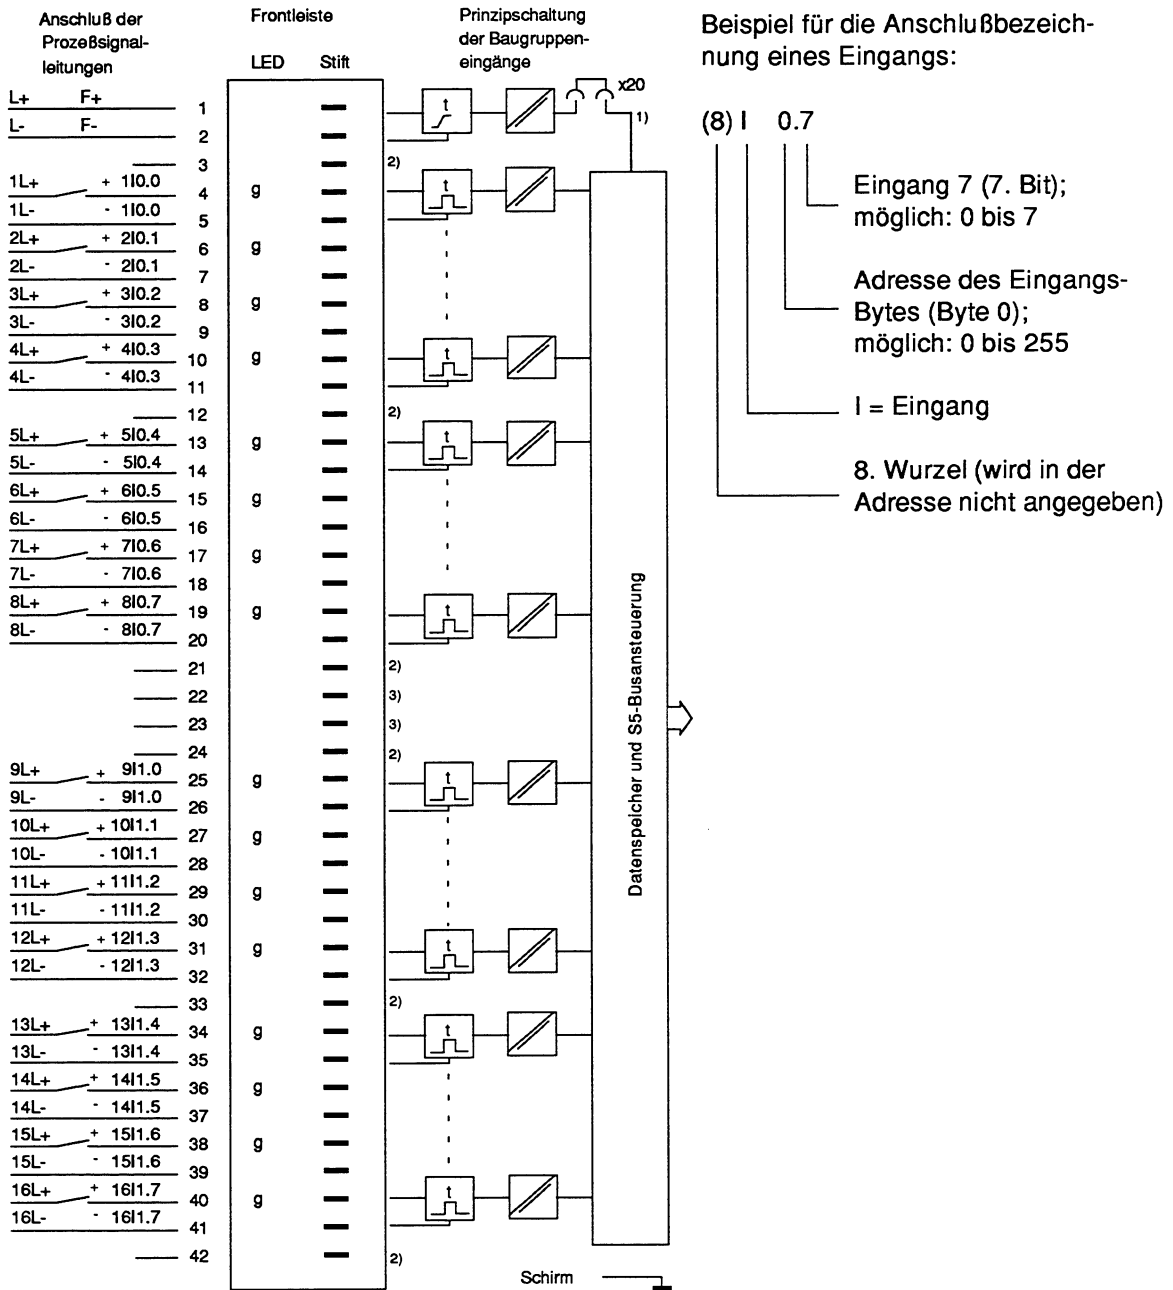 Anschluß der
Prozeßsignal-
leitungen
Frontleiste
LED Stift
Prinzipschaltung
der Baugruppen-
eingänge
Beispiel für die Anschlußbezeich-
nung eines Eingangs:
(8) I 0.7
Eingang 7 (7. Bit);
möglich: 0 bis 7
Adresse des Eingangs-
Bytes (Byte 0);
möglich: 0 bis 255
I = Eingang
8. Wurzel (wird in der
Adresse nicht angegeben)
L+ F+ 1 t x20
1)
L- F- 2
3 2)
1L+ + 1I0.0 4 g t
1L- - 1I0.0 5
2L+ + 2I0.1 6 g
2L- - 2I0.1 7
3L+ + 3I0.2 8 g
3L- - 3I0.2 9
4L+ + 4I0.3 10 g t
4L- - 4I0.3 11
12 2)
5L+ + 5I0.4 13 g t
5L- - 5I0.4 14
6L+ + 6I0.5 15 g
6L- - 6I0.5 16
7L+ + 7I0.6 17 g
7L- - 7I0.6 18
8L+ + 8I0.7 19 g t
8L- - 8I0.7 20
21 2)
22 3)
23 3)
24 2)
9L+ + 9I1.0 25 g t
9L- - 9I1.0 26
10L+ + 10I1.1 27 g
10L- - 10I1.1 28
11L+ + 11I1.2 29 g
11L- - 11I1.2 30
12L+ + 12I1.3 31 g t
12L- - 12I1.3 32
33 2)
13L+ + 13I1.4 34 g t
13L- - 13I1.4 35
14L+ + 14I1.5 36 g
14L- - 14I1.5 37
15L+ + 15I1.6 38 g
15L- - 15I1.6 39
16L+ + 16I1.7 40 g t
16L- - 16I1.7 41
42 2)
Datenspeicher und S5-Busansteuerung
Schirm